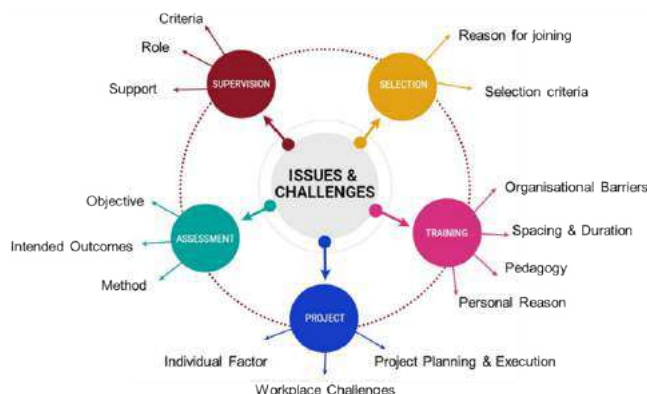 Criteria
Role
Support
SUPERVISION
Reason for joining
Selection criteria
SELECTION
ISSUES &
CHALLENGES
Objective
Intended Outcomes
Method
ASSESSMENT
Organisational Barriers
Spacing & Duration
Pedagogy
Personal Reason
TRAINING
PROJECT
Individual Factor
Workplace Challenges
Project Planning & Execution